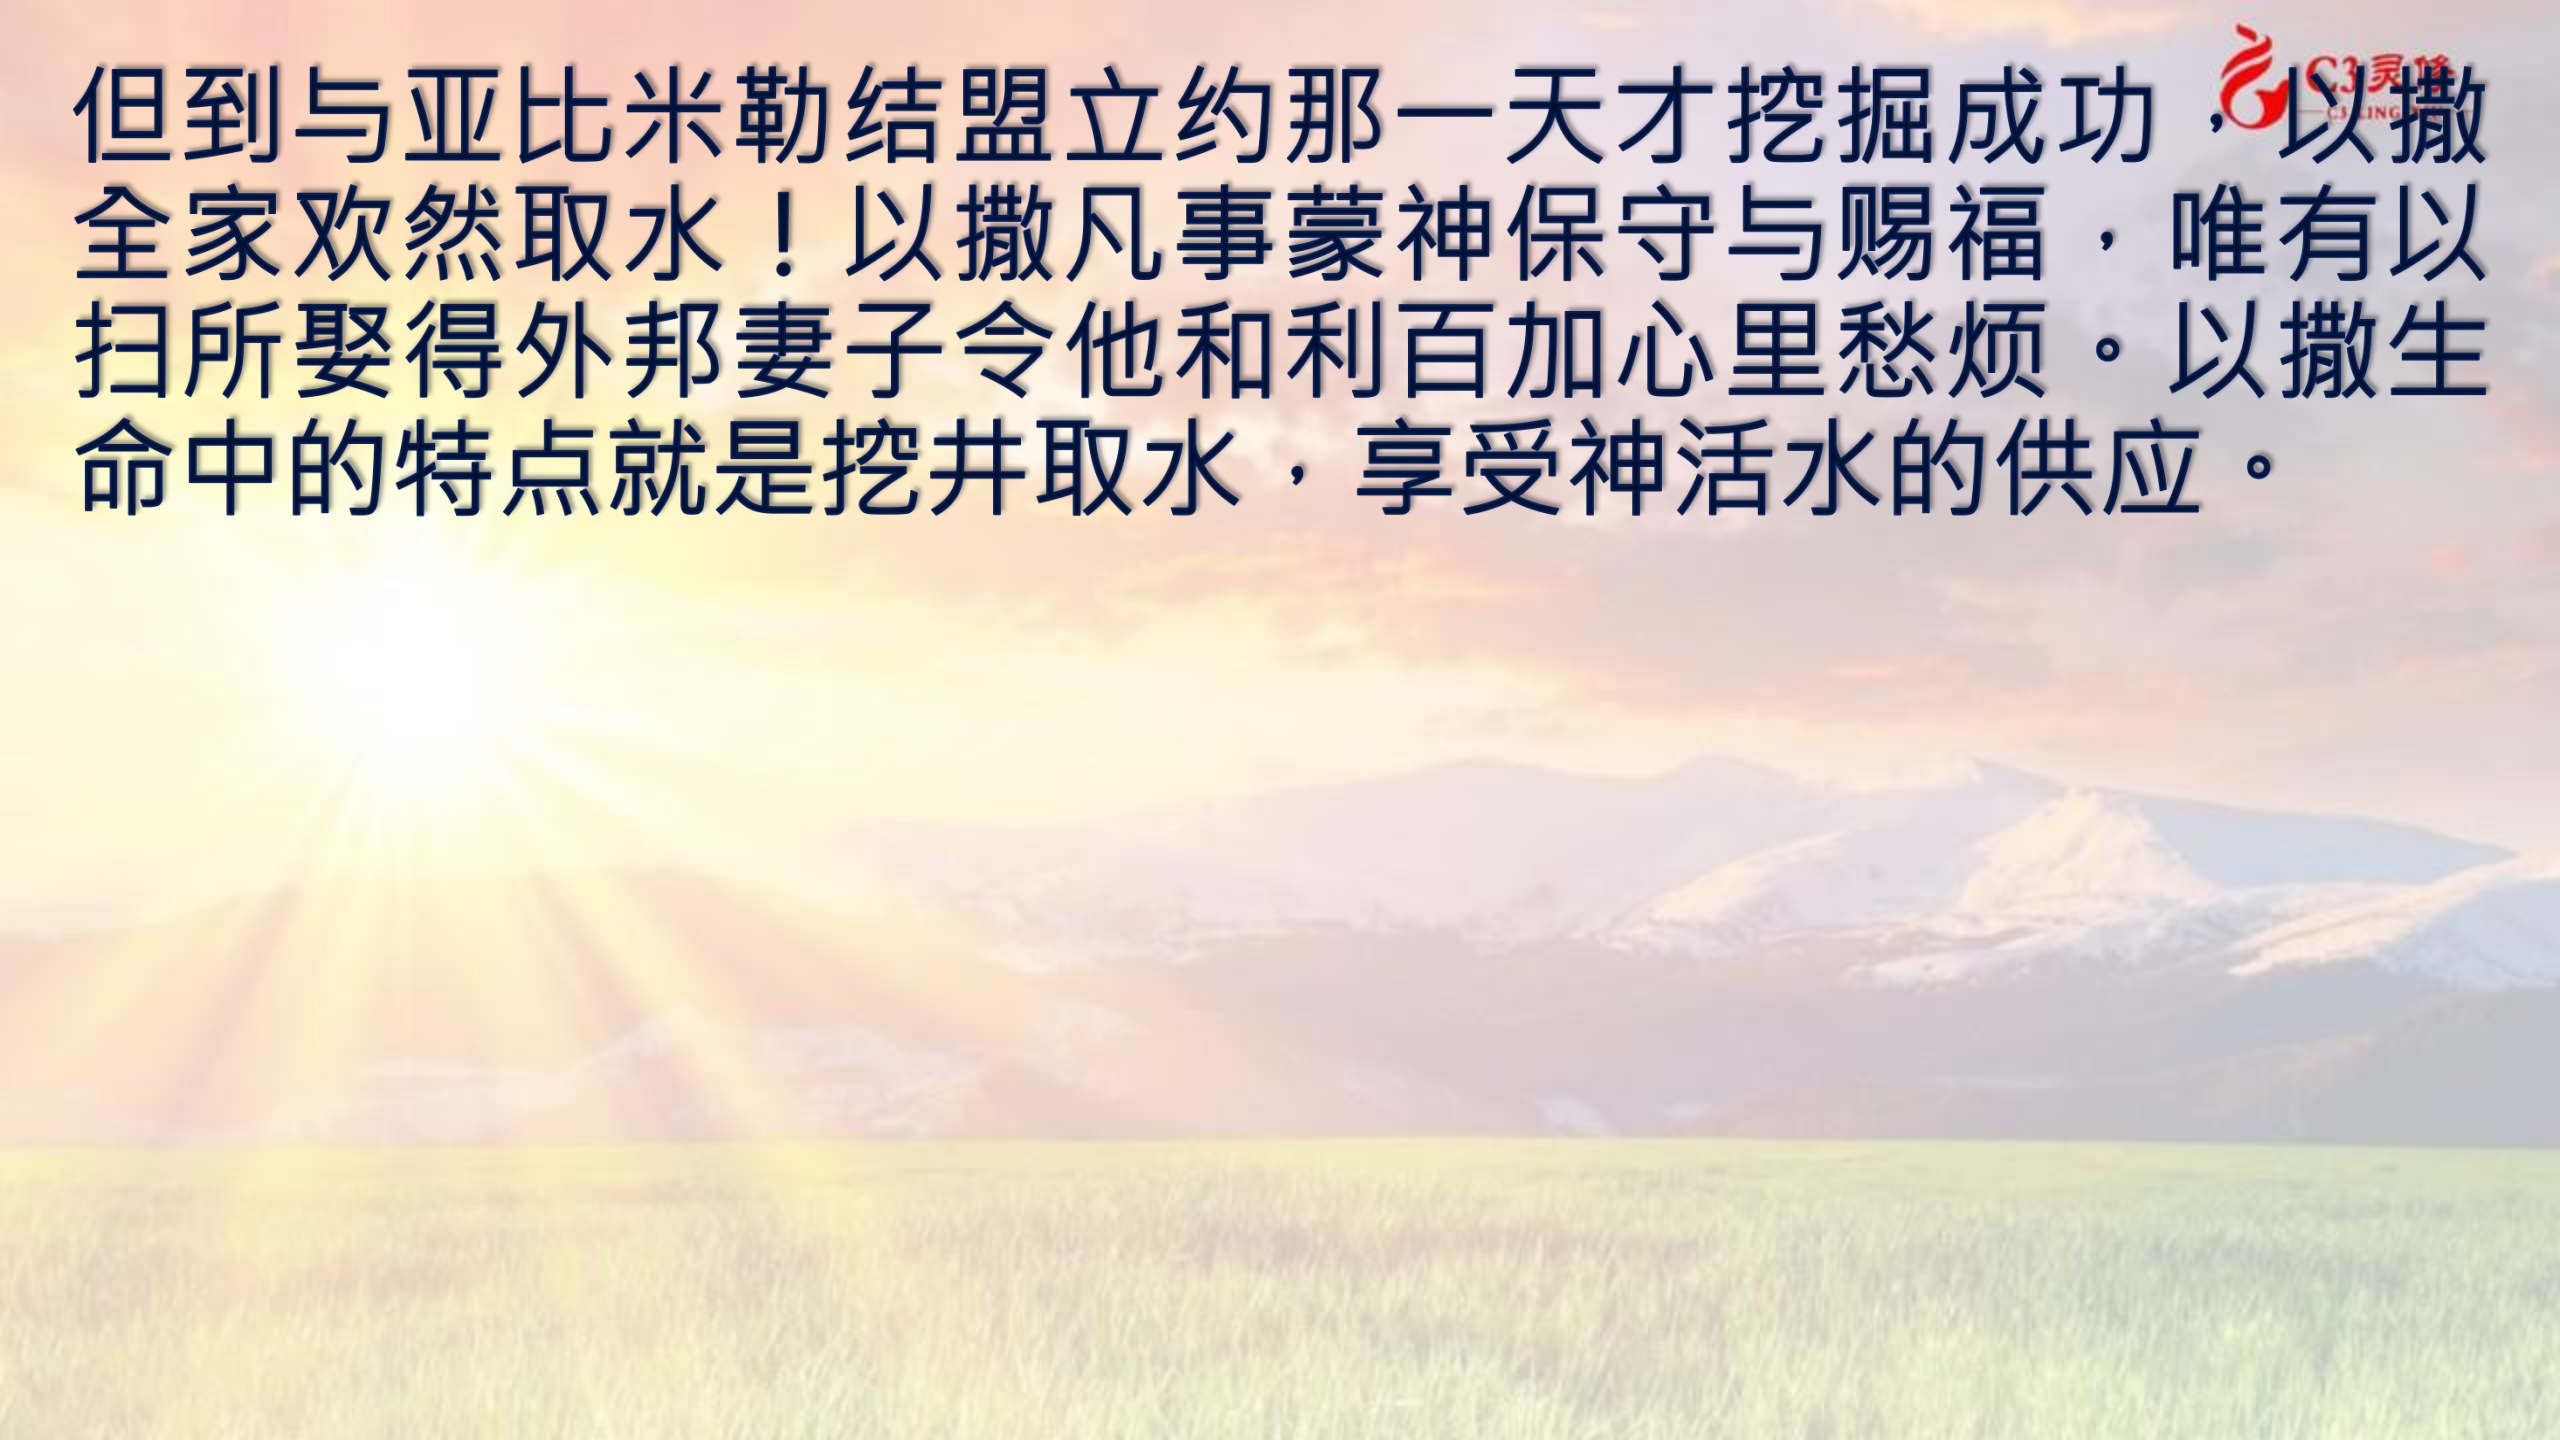 C3灵修
但到与亚比米勒结盟立约那一天才挖掘成功，以撒
全家欢然取水！以撒凡事蒙神保守与赐福，唯有以
扫所娶得外邦妻子令他和利百加心里愁烦。以撒生
命中的特点就是挖井取水，享受神活水的供应。